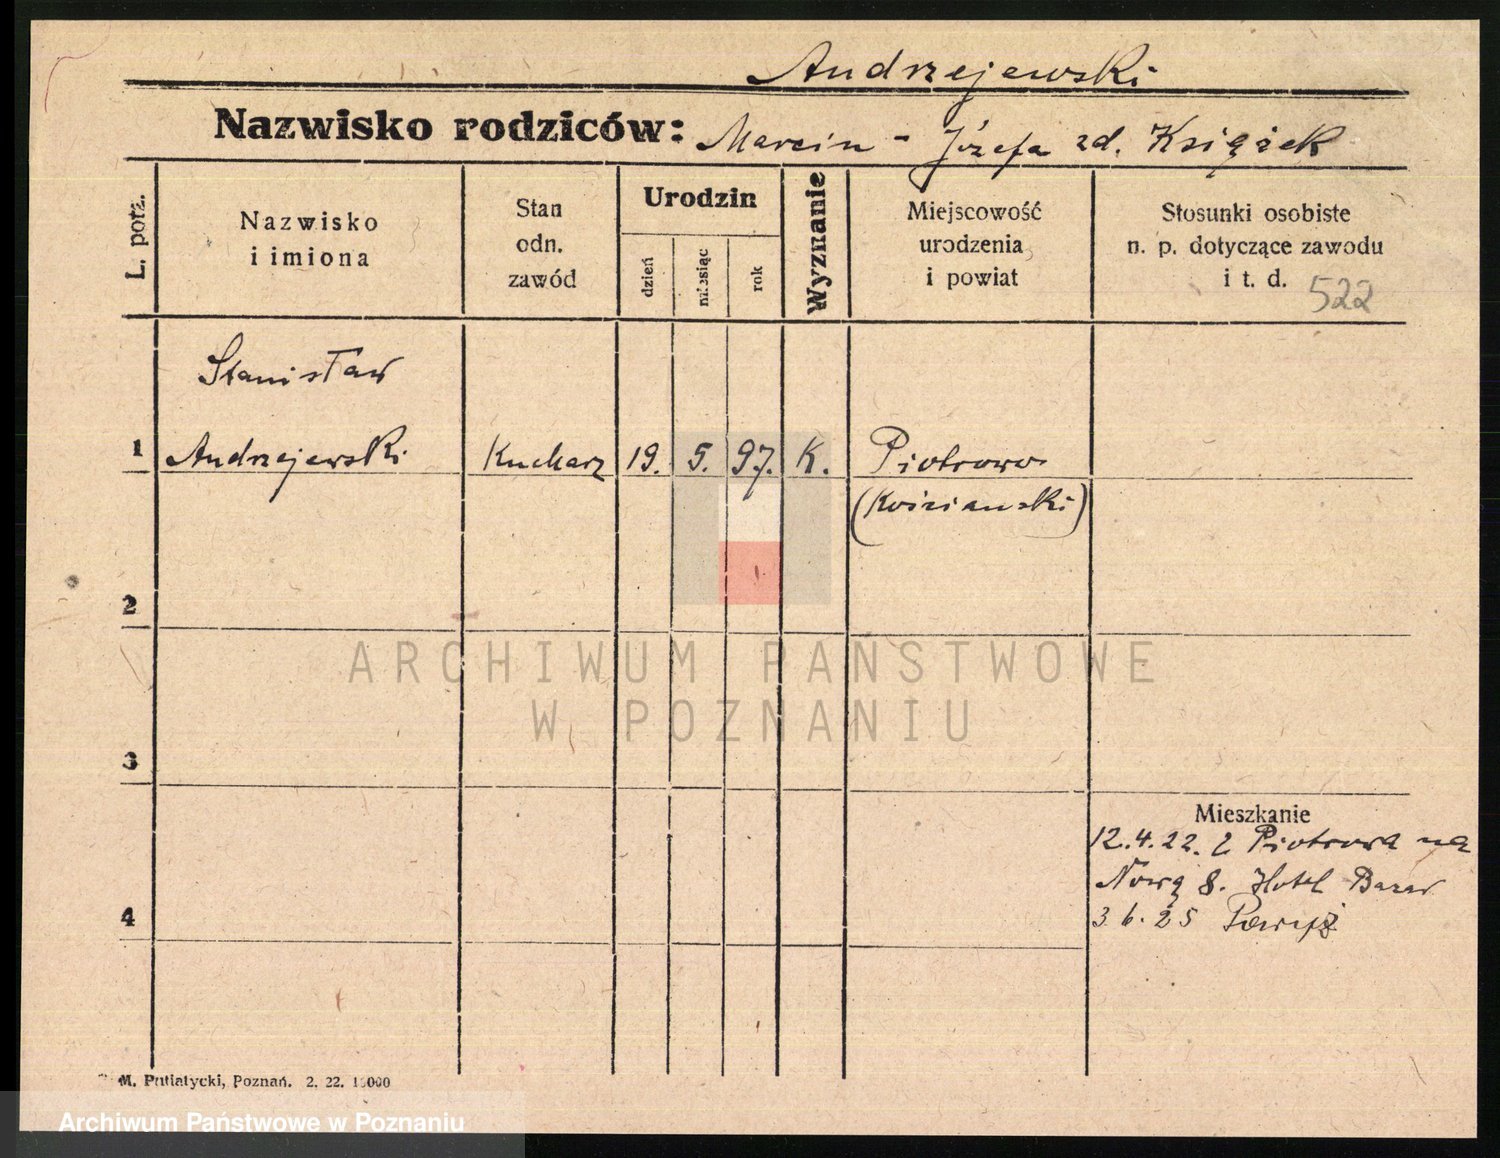 Andrzejewski
Nazwisko rodziców: Marcin - Józefa zd. Książek
L. potz.
Nazwisko
i imiona
Stan
odn.
zawód
Urodzin
dzień
miesiąc
rok
Wyznanie
Miejscowość
urodzenia
i powiat
Stosunki osobiste
n. p. dotyczące zawodu
i t. d. 522
Stanisław
1 Andrzejewski Kucharz 19. 5. 97. K. Piotrowo
(Kościański)
2
ARCHIWUM PAŃSTWOWE
W POZNANIU
3
Mieszkanie
12.4.22. z Piotrowa na
Nową 8. Hotel Bazar
4 3 6. 25 Paryż
M. Putiatycki, Poznań. 2. 22. 10000
Archiwum Państwowe w Poznaniu